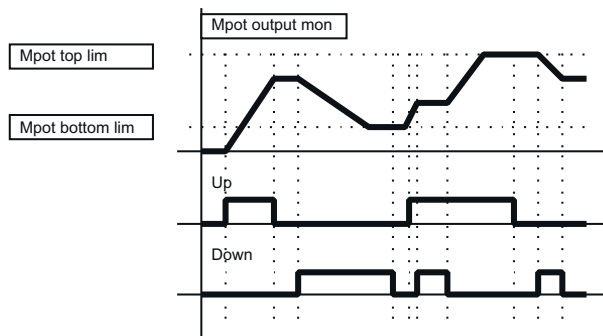 Mpot output mon
Mpot top lim
Mpot bottom lim
Up
Down